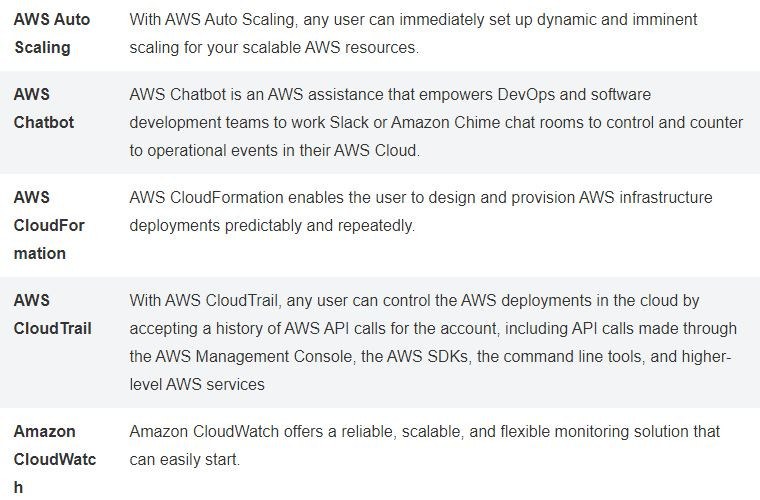 AWS Auto
Scaling
With AWS Auto Scaling, any user can immediately set up dynamic and imminent
scaling for your scalable AWS resources.
AWS
Chatbot
AWS Chatbot is an AWS assistance that empowers DevOps and software
development teams to work Slack or Amazon Chime chat rooms to control and counter
to operational events in their AWS Cloud.
AWS
CloudFor
mation
AWS CloudFormation enables the user to design and provision AWS infrastructure
deployments predictably and repeatedly.
AWS
CloudTrail
With AWS CloudTrail, any user can control the AWS deployments in the cloud by
accepting a history of AWS API calls for the account, including API calls made through
the AWS Management Console, the AWS SDKs, the command line tools, and higher-
level AWS services
Amazon
CloudWatc
h
Amazon CloudWatch offers a reliable, scalable, and flexible monitoring solution that
can easily start.